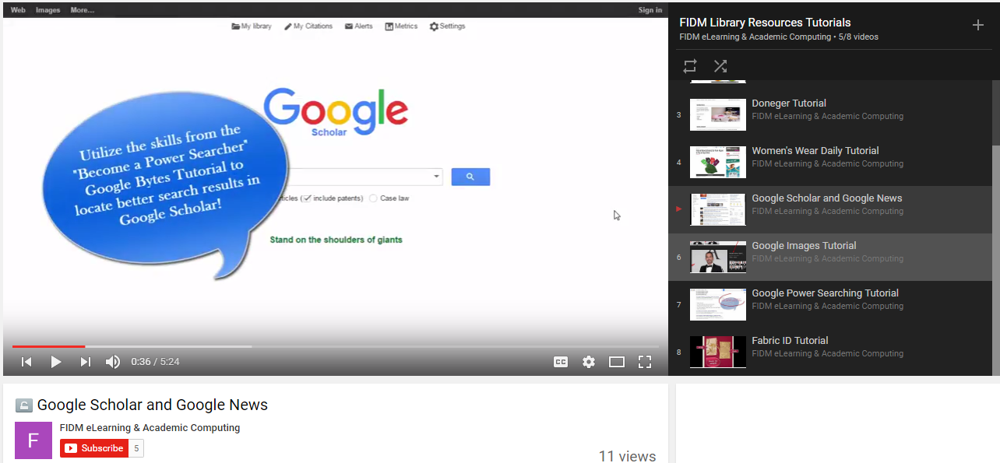 Web Images More... Sign in
My library My Citations Alerts Metrics Settings
Google
Scholar
Utilize the skills from the
"Become a Power Searcher"
Google Bytes Tutorial to
locate better search results in
Google Scholar!
ticles (include patents) Case law
Stand on the shoulders of giants
0:36 / 5:24
CC
FIDM Library Resources Tutorials
FIDM eLearning & Academic Computing • 5/8 videos
3
Doneger Tutorial
FIDM eLearning & Academic Computing
4
Women's Wear Daily Tutorial
FIDM eLearning & Academic Computing
Google Scholar and Google News
FIDM eLearning & Academic Computing
6
Google Images Tutorial
FIDM eLearning & Academic Computing
7
Google Power Searching Tutorial
FIDM eLearning & Academic Computing
8
Fabric ID Tutorial
FIDM eLearning & Academic Computing
Google Scholar and Google News
F
FIDM eLearning & Academic Computing
Subscribe 5
11 views